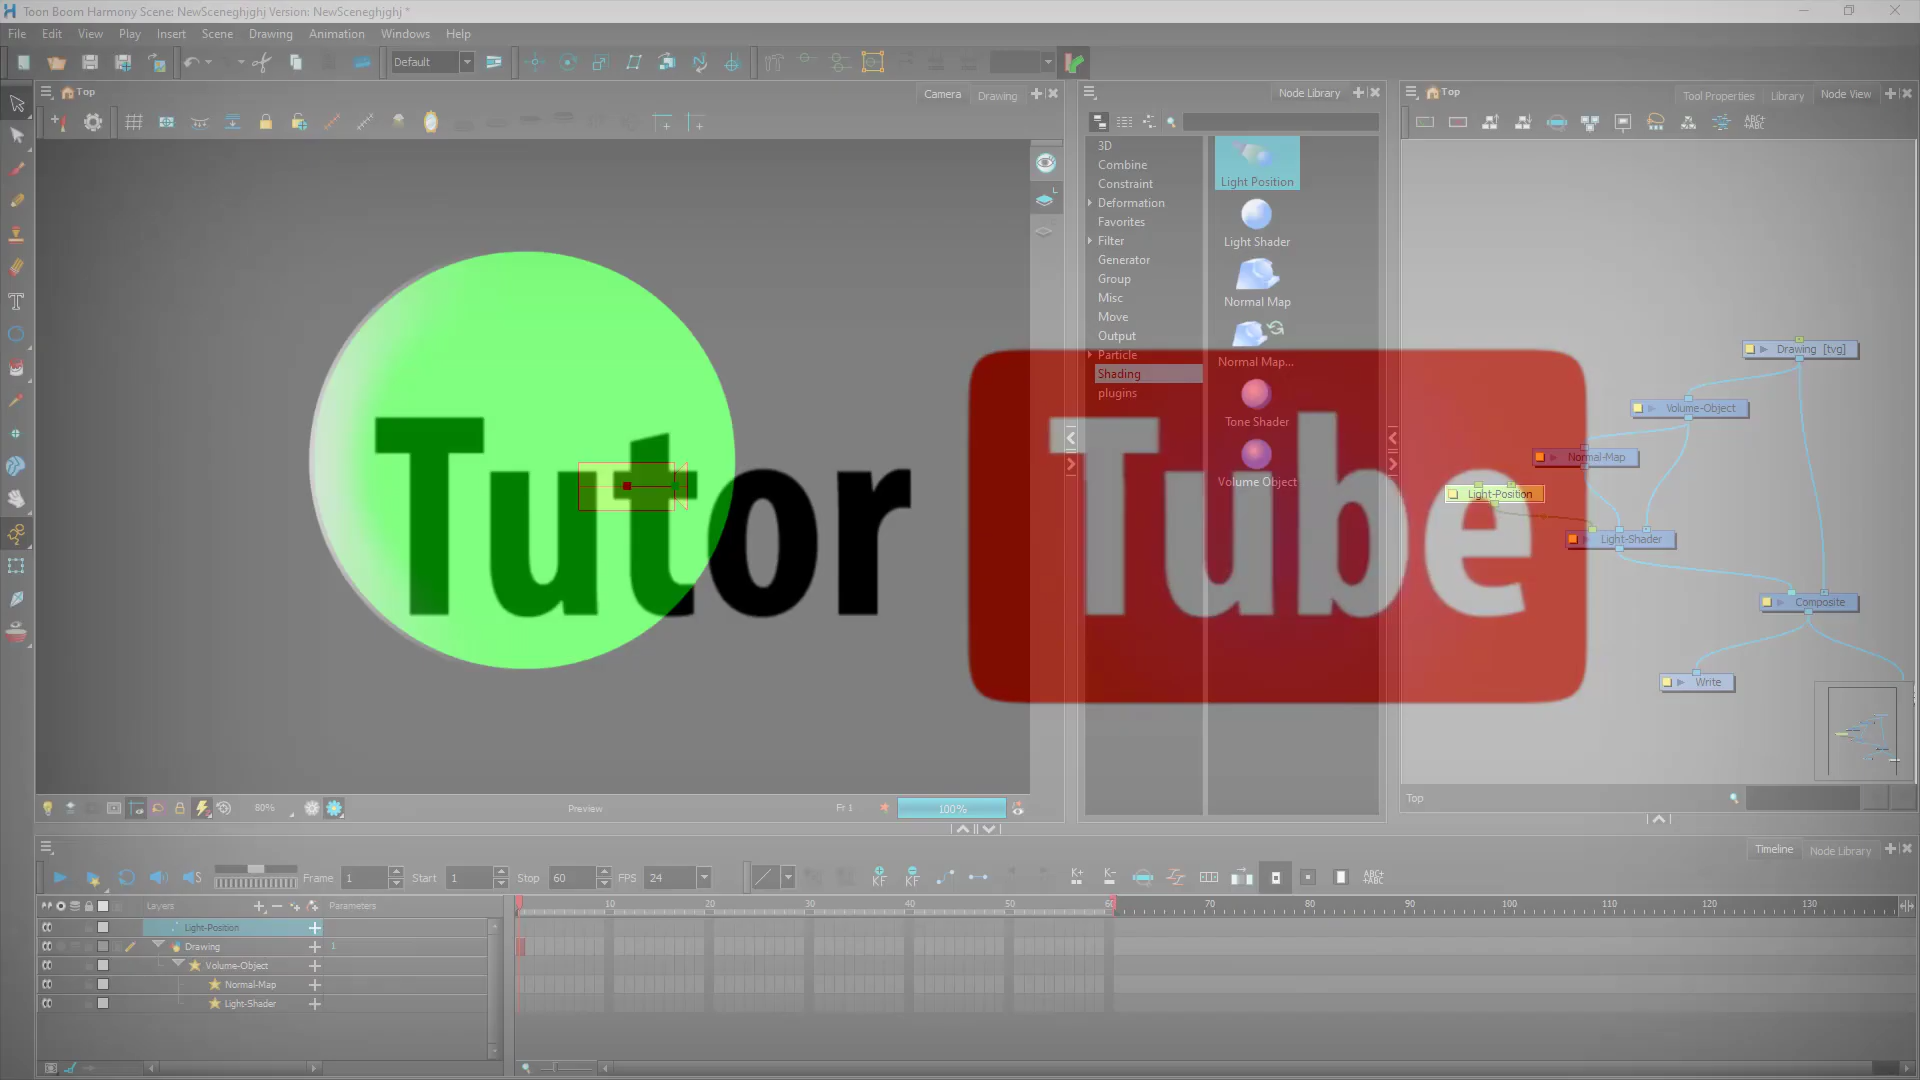 Toon Boom Harmony Scene: NewSceneghjghj Version: NewSceneghjghj *
File Edit View Play Insert Scene Drawing Animation Windows Help
Default
Top
Camera
Drawing
Node Library
Top
Tool Properties
Library
Node View
3D
Combine
Constraint
Deformation
Favorites
Filter
Generator
Group
Misc
Move
Output
Particle
Shading
plugins
Light Position
Light Shader
Normal Map
Normal Map...
Tone Shader
Volume Object
Drawing [tvg]
Volume-Object
Normal-Map
Light-Position
Light-Shader
Composite
Write
Tutor Tube
80%
Preview
Fr 1
100%
Top
Timeline
Node Library
Frame 1 Start 1 Stop 60 FPS 24
KF KF K+ K- ABC+ ABC
Layers
Parameters
10 20 30 40 50 60 70 80 90 100 110 120 130
Light-Position
Drawing 1
Volume-Object
Normal-Map
Light-Shader